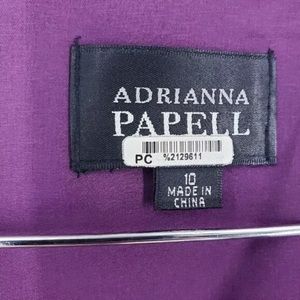 ADRIANNA
PAPELL
PC %2129611
10
MADE IN
CHINA